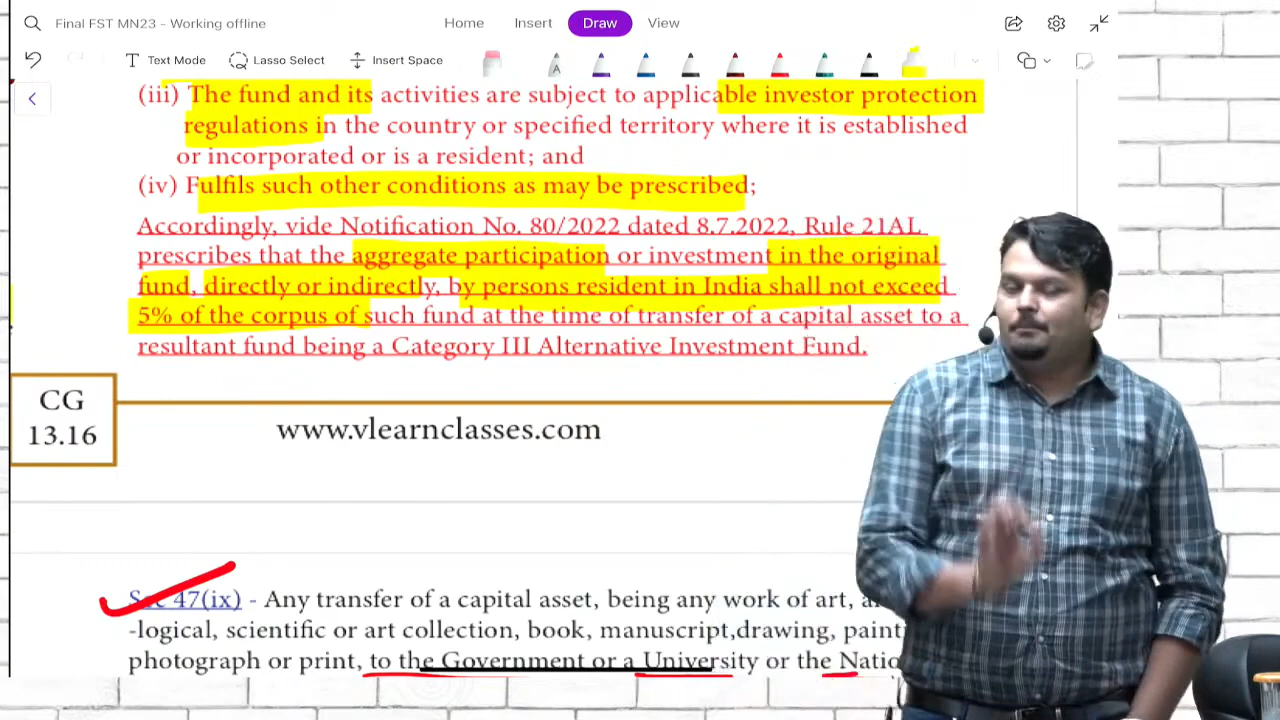 Final FST MN23 - Working offline
Home Insert Draw View
Text Mode Lasso Select Insert Space
A
(iii) The fund and its activities are subject to applicable investor protection
regulations in the country or specified territory where it is established
or incorporated or is a resident; and
(iv) Fulfils such other conditions as may be prescribed;
Accordingly, vide Notification No. 80/2022 dated 8.7.2022, Rule 21AL
prescribes that the aggregate participation or investment in the original
fund, directly or indirectly, by persons resident in India shall not exceed
5% of the corpus of such fund at the time of transfer of a capital asset to a
resultant fund being a Category III Alternative Investment Fund.
CG
13.16
www.vlearnclasses.com
Sec 47(ix) - Any transfer of a capital asset, being any work of art,
-logical, scientific or art collection, book, manuscript,drawing,
photograph or print, to the Government or a University or the